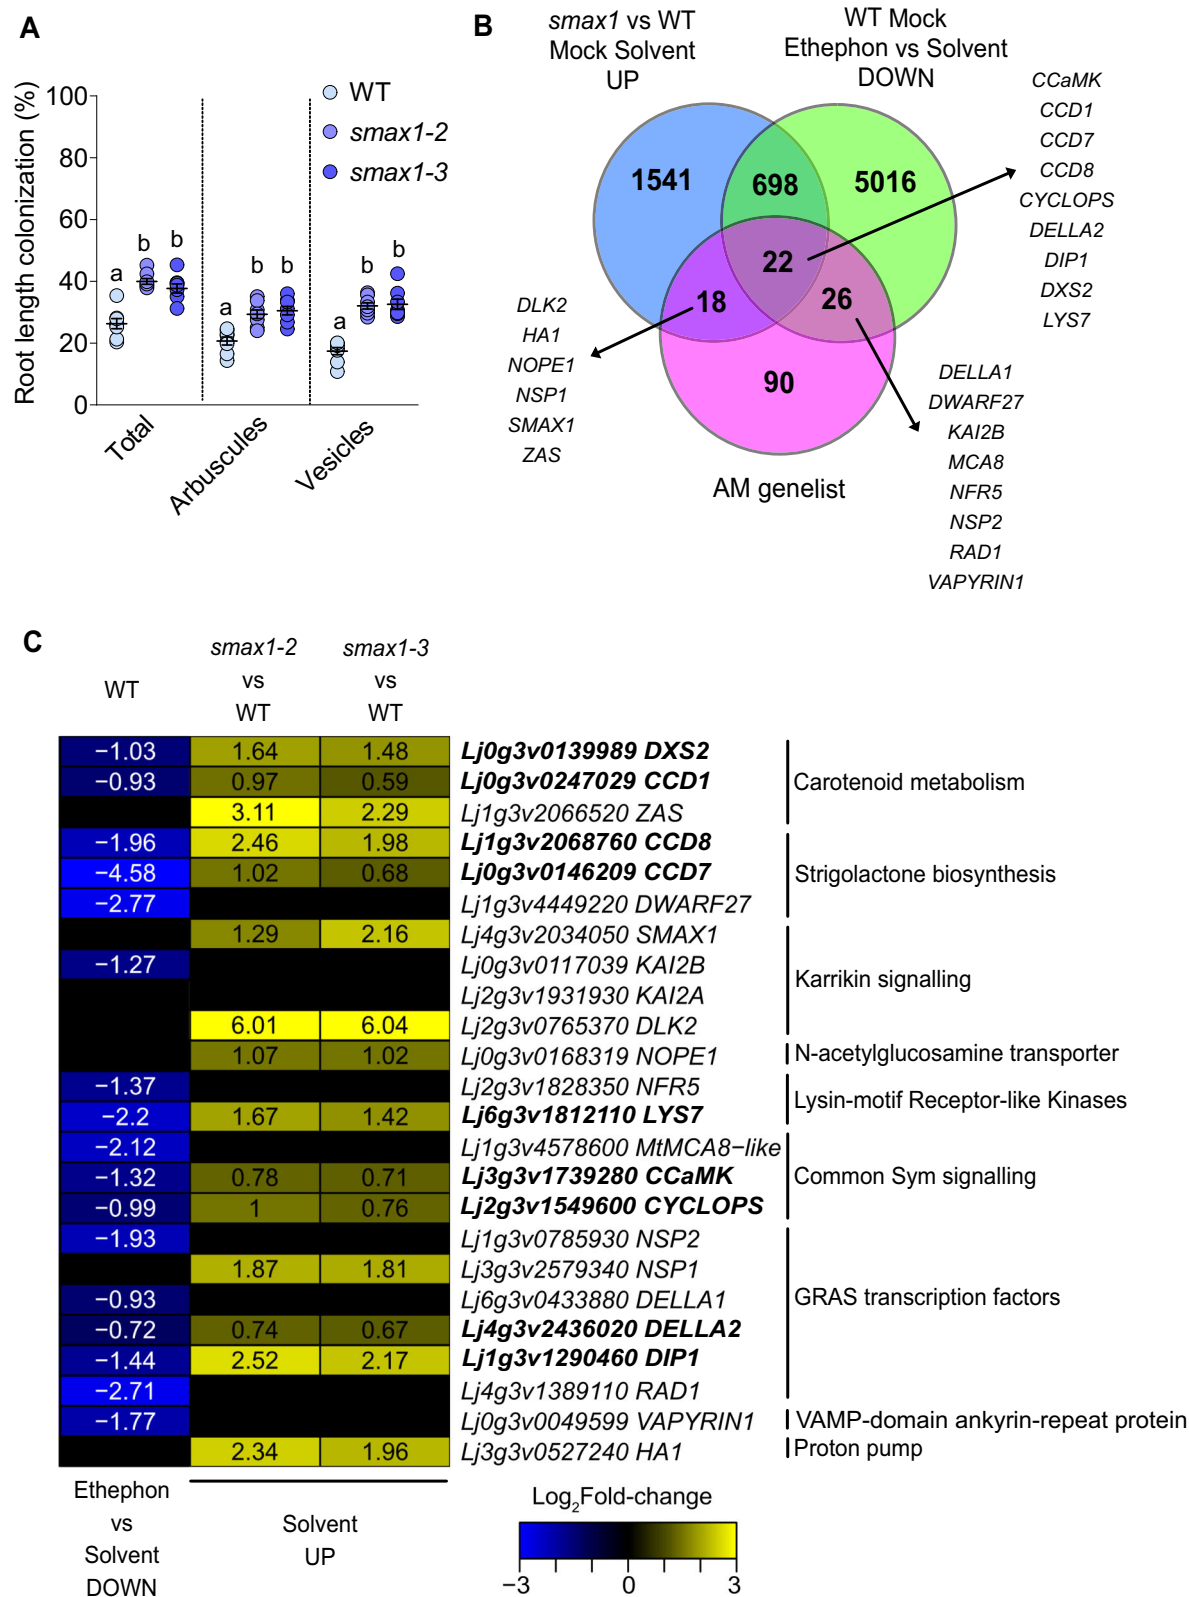 A
Root length colonization (%)
100
80
60
40
20
0
WT
smax1-2
smax1-3
a
b
b
a
b
b
a
b
b
Total
Arbuscules
Vesicles
B
smax1 vs WT
Mock Solvent
UP
WT Mock
Ethephon vs Solvent
DOWN
1541
698
5016
22
18
26
90
AM genelist
CCaMK
CCD1
CCD7
CCD8
CYCLOPS
DELLA2
DIP1
DXS2
LYS7
DLK2
HA1
NOPE1
NSP1
SMAX1
ZAS
DELLA1
DWARF27
KAI2B
MCA8
NFR5
NSP2
RAD1
VAPYRIN1
C
WT
smax1-2
vs
WT
smax1-3
vs
WT
−1.03 1.64 1.48 Lj0g3v0139989 DXS2
−0.93 0.97 0.59 Lj0g3v0247029 CCD1
3.11 2.29 Lj1g3v2066520 ZAS
−1.96 2.46 1.98 Lj1g3v2068760 CCD8
−4.58 1.02 0.68 Lj0g3v0146209 CCD7
−2.77 Lj1g3v4449220 DWARF27
1.29 2.16 Lj4g3v2034050 SMAX1
−1.27 Lj0g3v0117039 KAI2B
Lj2g3v1931930 KAI2A
6.01 6.04 Lj2g3v0765370 DLK2
1.07 1.02 Lj0g3v0168319 NOPE1
−1.37 Lj2g3v1828350 NFR5
−2.2 1.67 1.42 Lj6g3v1812110 LYS7
−2.12 Lj1g3v4578600 MtMCA8−like
−1.32 0.78 0.71 Lj3g3v1739280 CCaMK
−0.99 1 0.76 Lj2g3v1549600 CYCLOPS
−1.93 Lj1g3v0785930 NSP2
1.87 1.81 Lj3g3v2579340 NSP1
−0.93 Lj6g3v0433880 DELLA1
−0.72 0.74 0.67 Lj4g3v2436020 DELLA2
−1.44 2.52 2.17 Lj1g3v1290460 DIP1
−2.71 Lj4g3v1389110 RAD1
−1.77 Lj0g3v0049599 VAPYRIN1
2.34 1.96 Lj3g3v0527240 HA1
Carotenoid metabolism
Strigolactone biosynthesis
Karrikin signalling
N-acetylglucosamine transporter
Lysin-motif Receptor-like Kinases
Common Sym signalling
GRAS transcription factors
VAMP-domain ankyrin-repeat protein
Proton pump
Ethephon
vs
Solvent
DOWN
Solvent
UP
Log2Fold-change
−3 0 3